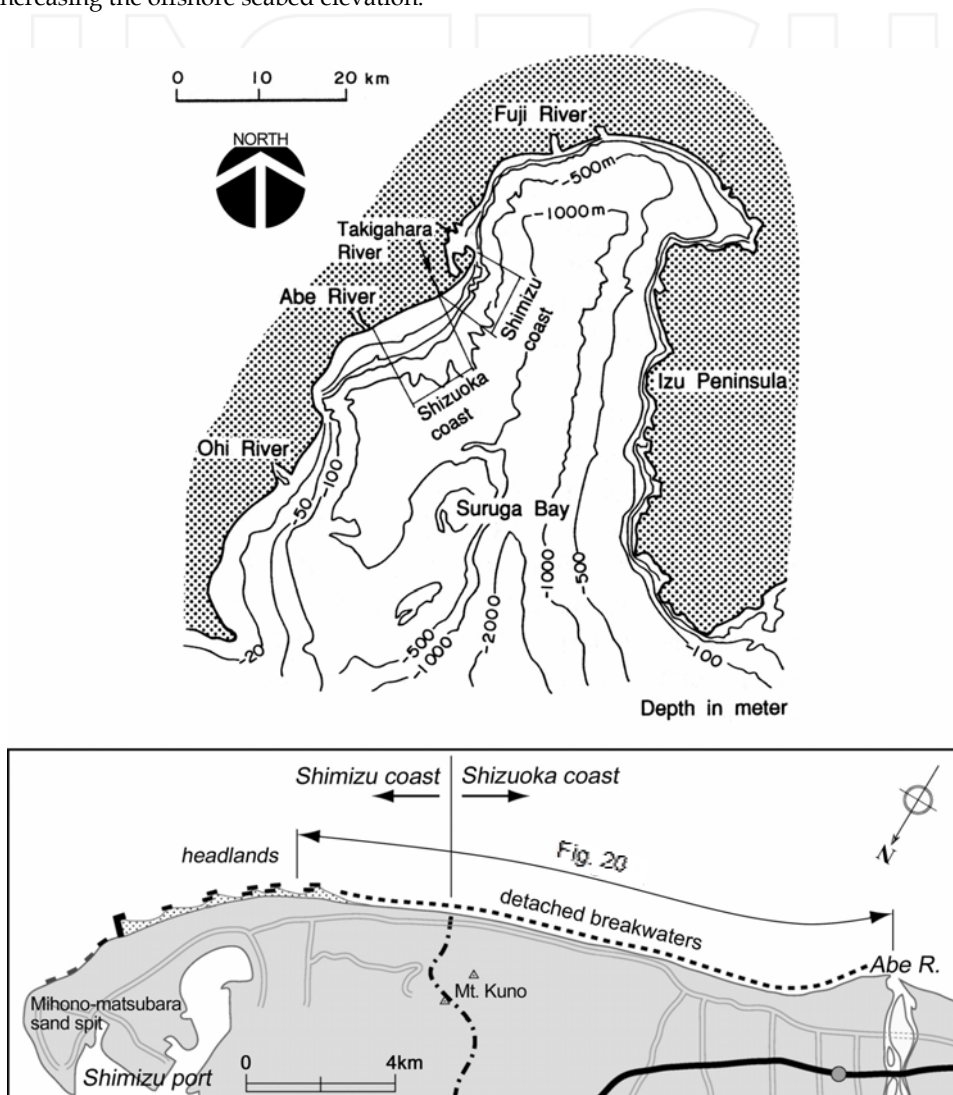 increasing the offshore seabed elevation.
0 10 20 km
NORTH
Fuji River
-500m
-1000m
Takigahara
River
Abe River
Shimizu
coast
Shizuoka
coast
Izu Peninsula
Ohi River
-100
-50
Suruga Bay
-1000
-500
-2000
-500
-1000
-20
-100
Depth in meter
Shimizu coast
Shizuoka coast
N
headlands
Fig. 20
detached breakwaters
Abe R.
Mt. Kuno
Mihono-matsubara
sand spit
0 4km
Shimizu port